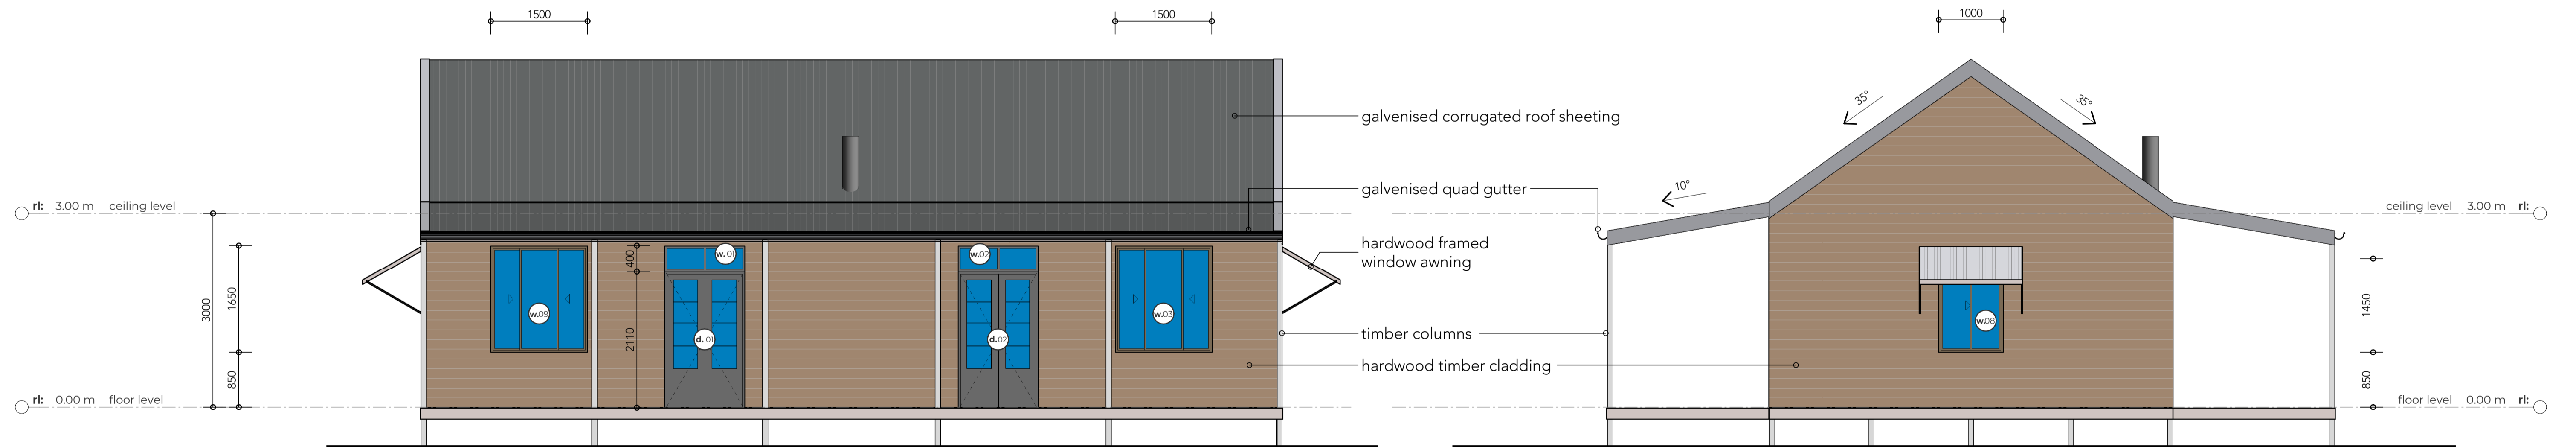 1500
1500
1000
35°
35°
galvanised corrugated roof sheeting
galvenised quad gutter
10°
rl: 3.00 m ceiling level
ceiling level 3.00 m rl:
hardwood framed
window awning
w. 01
w.02
400
3000
1650
w.09
w.03
w.08
1450
timber columns
d. 01
d. 02
2110
hardwood timber cladding
850
850
rl: 0.00 m floor level
floor level 0.00 m rl: